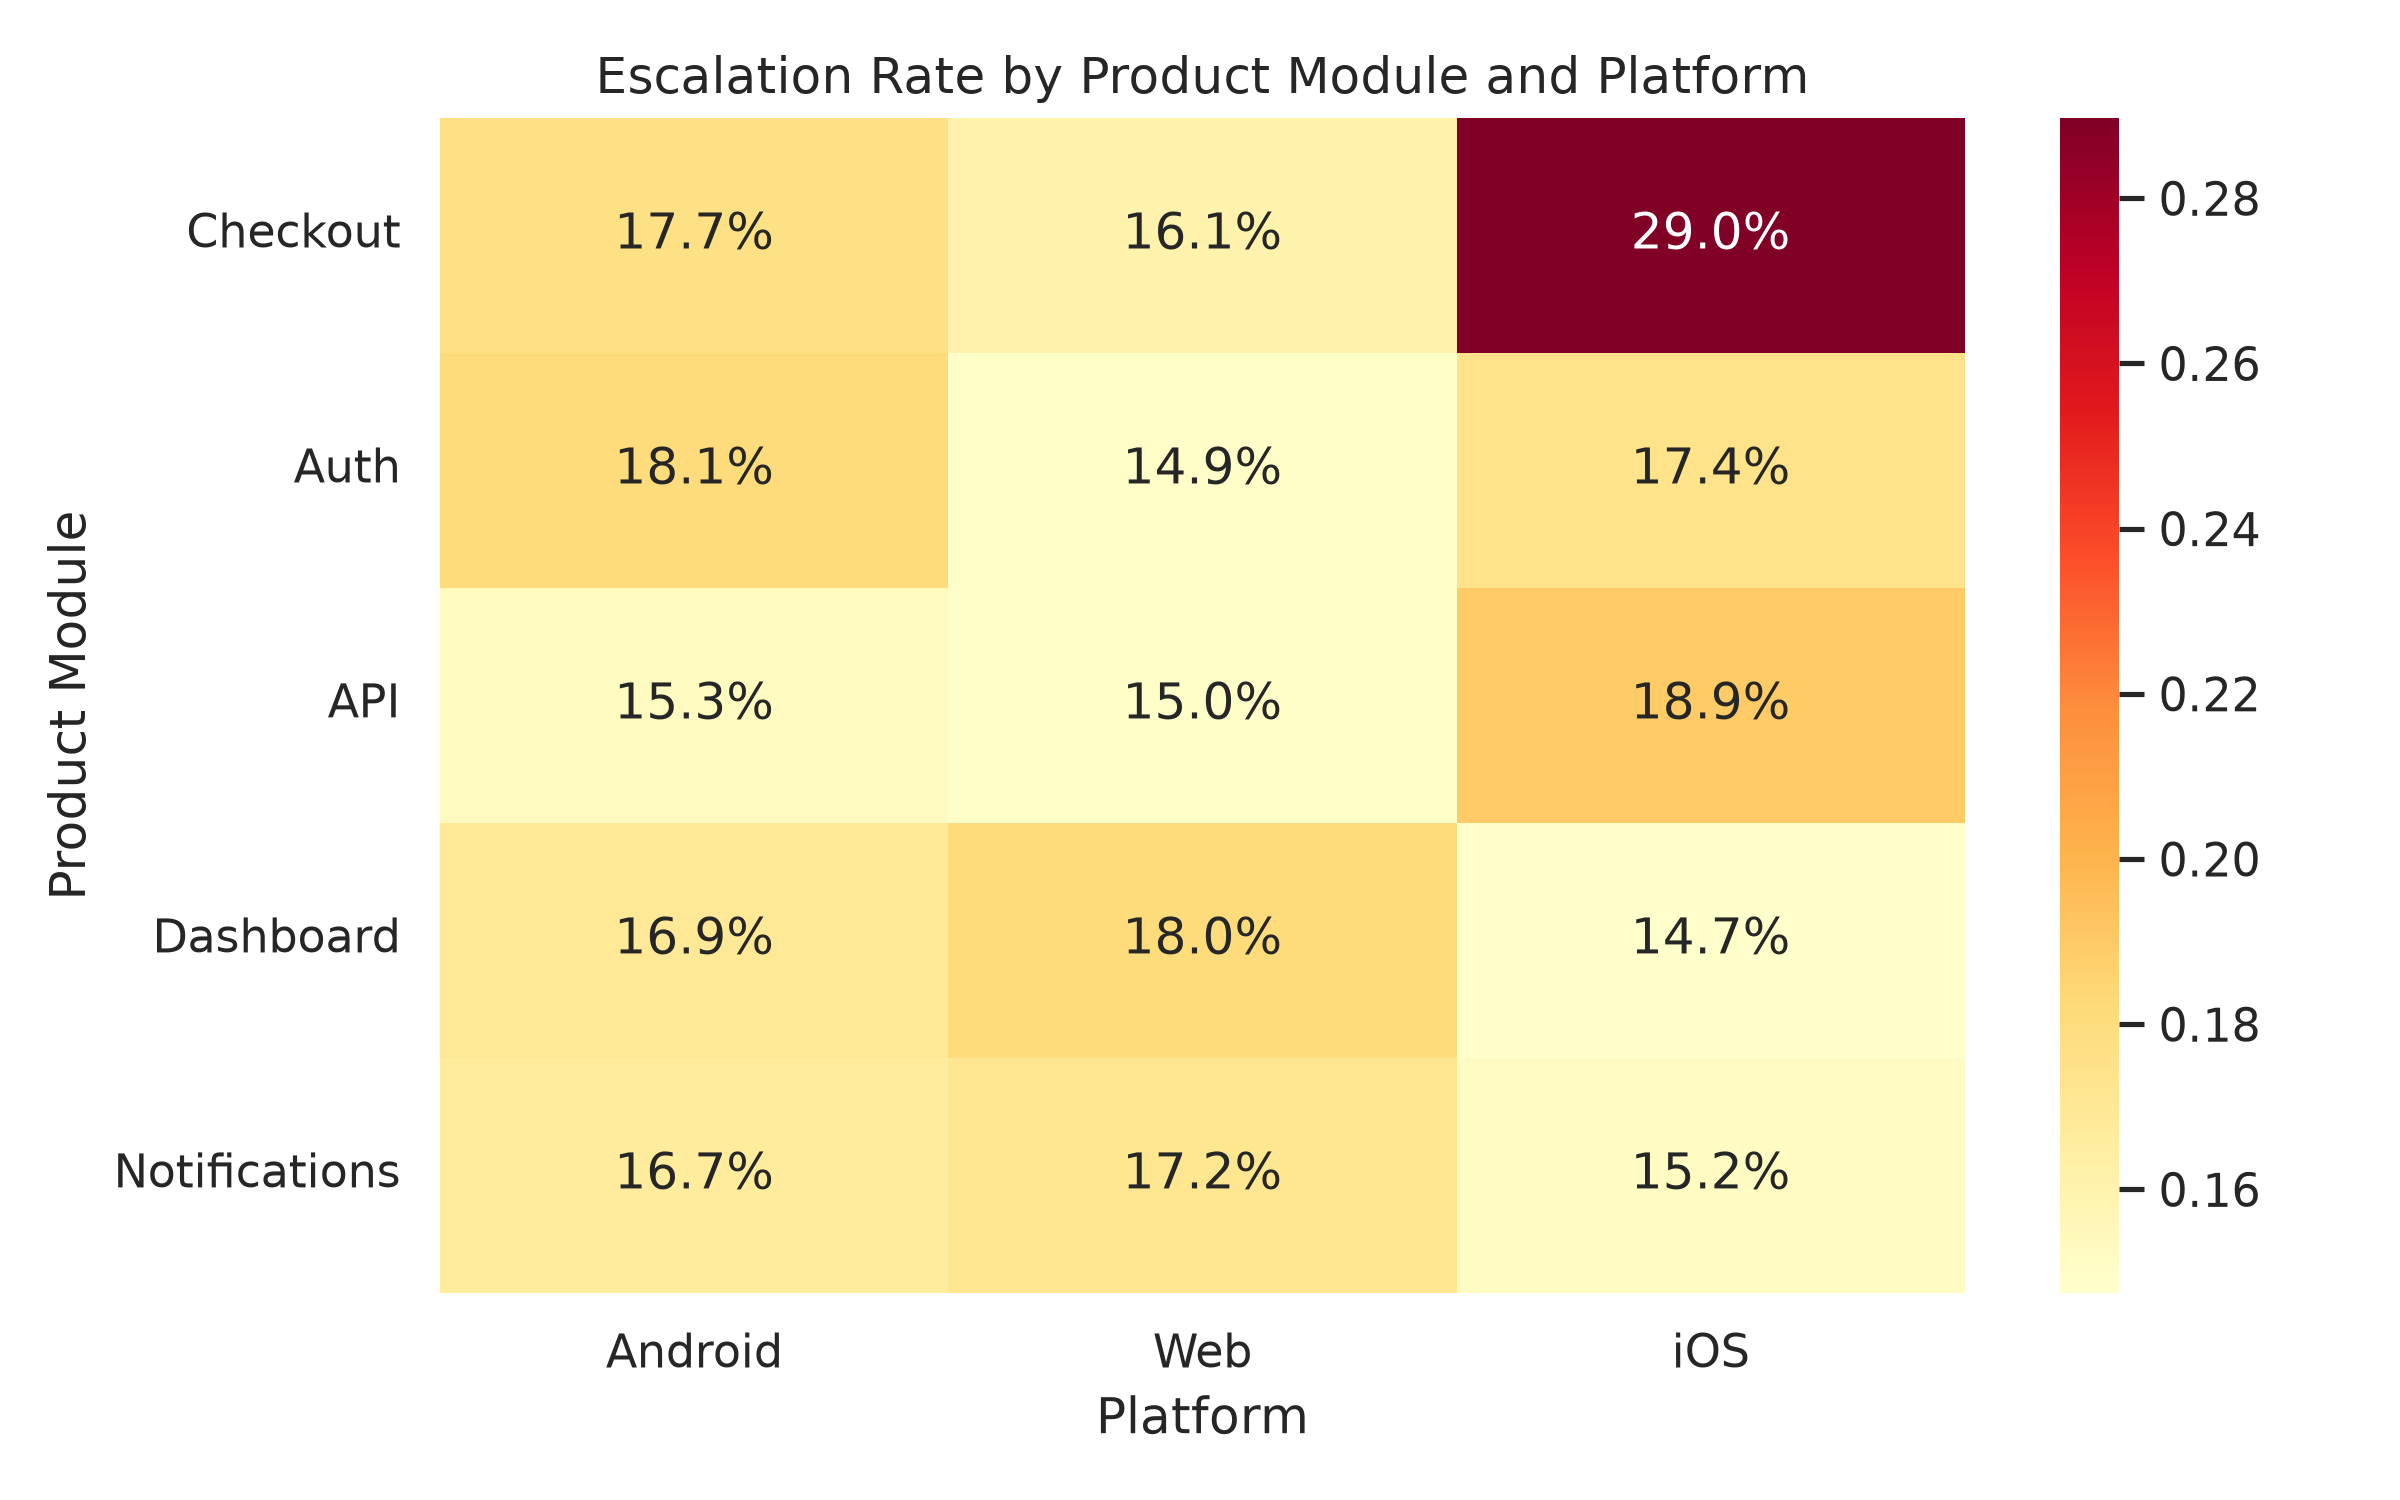 Escalation Rate by Product Module and Platform
Product Module
Checkout 17.7% 16.1% 29.0%
Auth 18.1% 14.9% 17.4%
API 15.3% 15.0% 18.9%
Dashboard 16.9% 18.0% 14.7%
Notifications 16.7% 17.2% 15.2%
Android Web iOS
Platform
0.28
0.26
0.24
0.22
0.20
0.18
0.16